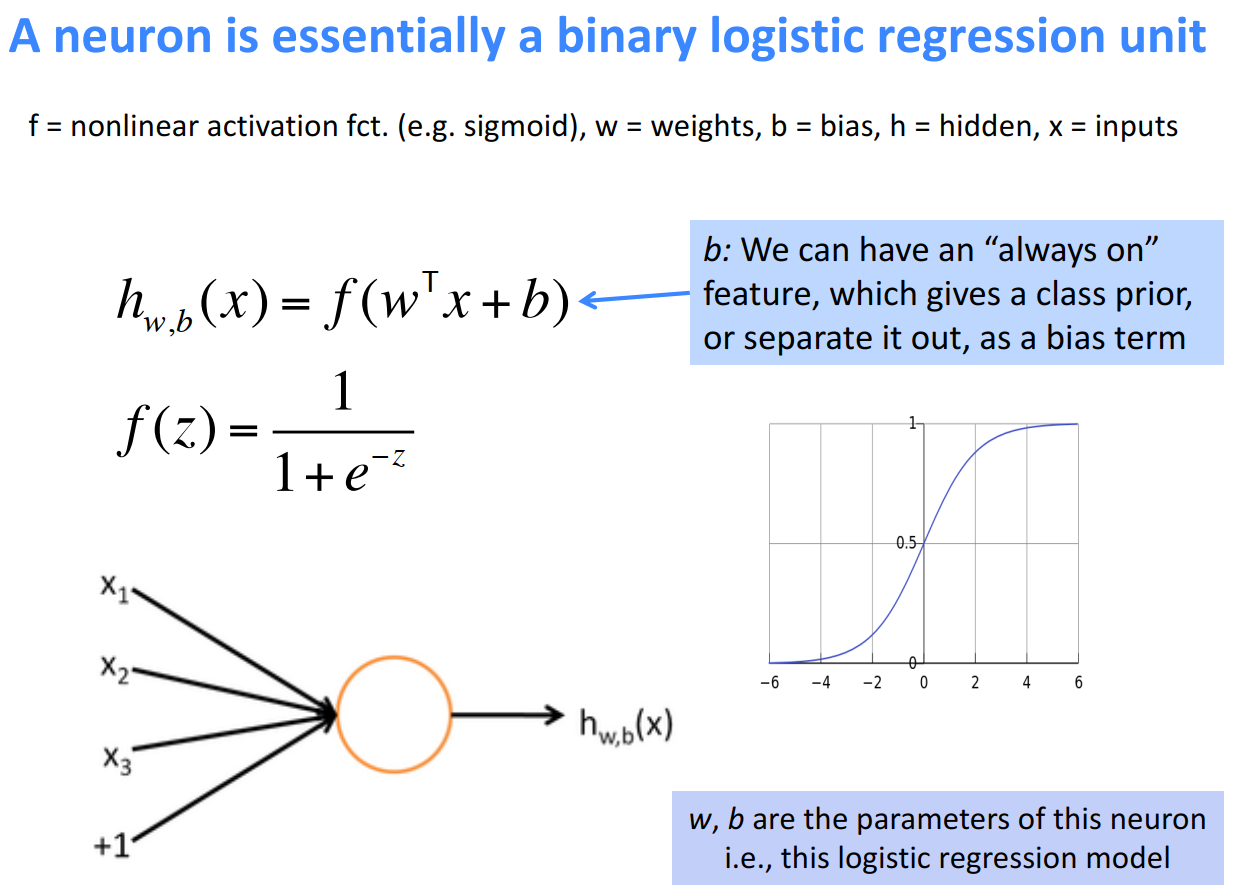 A neuron is essentially a binary logistic regression unit
f = nonlinear activation fct. (e.g. sigmoid), w = weights, b = bias, h = hidden, x = inputs
b: We can have an “always on”
feature, which gives a class prior,
or separate it out, as a bias term
h_{w,b}(x) = f(w^T x + b)
f(z) = \frac{1}{1 + e^{-z}}
1
0.5
0
−6 −4 −2 0 2 4 6
x₁
x₂
x₃
+1
h_{w,b}(x)
w, b are the parameters of this neuron
i.e., this logistic regression model